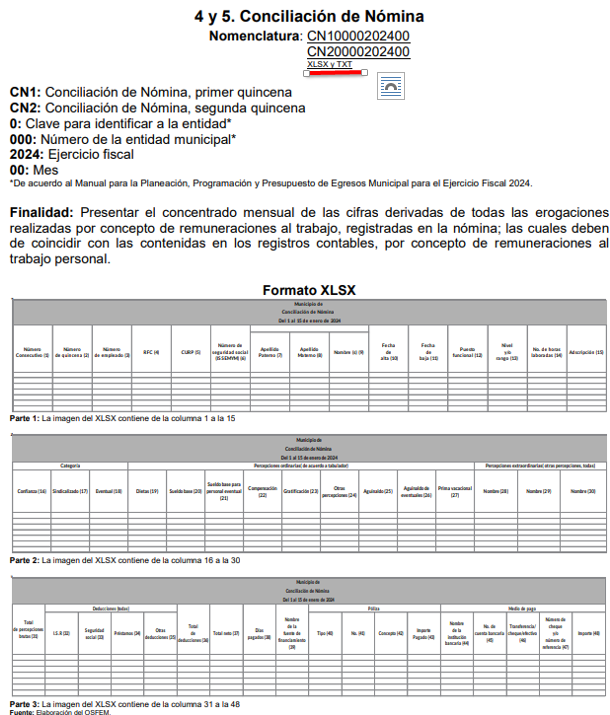 4 y 5. Conciliación de Nómina
Nomenclatura: CN10000202400
CN20000202400
XLSX y TXT
CN1: Conciliación de Nómina, primer quincena
CN2: Conciliación de Nómina, segunda quincena
0: Clave para identificar a la entidad*
000: Número de la entidad municipal*
2024: Ejercicio fiscal
00: Mes
*De acuerdo al Manual para la Planeación, Programación y Presupuesto de Egresos Municipal para el Ejercicio Fiscal 2024.
Finalidad: Presentar el concentrado mensual de las cifras derivadas de todas las erogaciones
realizadas por concepto de remuneraciones al trabajo, registradas en la nómina; las cuales deben
de coincidir con las contenidas en los registros contables, por concepto de remuneraciones al
trabajo personal.
Formato XLSX
Municipio de
Conciliación de Nómina
Del 1 al 15 de enero de 2024
Número Consecutivo (1) Número de quincena (2) Número de empleado (3) RFC (4) CURP (5) Número de seguridad social (ISSEMYM) (6) Apellido Paterno (7) Apellido Materno (8) Nombre (s) (9) Fecha de alta (10) Fecha de baja (11) Puesto funcional (12) Nivel y/o rango (13) No. de horas laboradas (14) Adscripción (15)
Parte 1: La imagen del XLSX contiene de la columna 1 a la 15
Municipio de
Conciliación de Nómina
Del 1 al 15 de enero de 2024
Categoría Percepciones ordinarias( de acuerdo a tabulador) Percepciones extraordinarias( otras percepciones, todas)
Confianza (16) Sindicalizado (17) Eventual (18) Dietas (19) Sueldo base (20) Sueldo base para personal eventual (21) Compensación (22) Gratificación (23) Otras percepciones (24) Aguinaldo (25) Aguinaldo de eventuales (26) Prima vacacional (27) Nombre (28) Nombre (29) Nombre (30)
Parte 2: La imagen del XLSX contiene de la columna 16 a la 30
Municipio de
Conciliación de Nómina
Del 1 al 15 de enero de 2024
Deducciones (todas) Póliza Medio de pago
Total de percepciones brutas (31) I.S.R (32) Seguridad social (33) Préstamos (34) Otras deducciones (35) Total de deducciones (36) Total neto (37) Días pagados (38) Nombre de la fuente de financiamiento (39) Tipo (40) No. (41) Concepto (42) Importe Pagado (43) Nombre de la institución bancaria (44) No. de cuenta bancaria (45) Transferencia/ cheque/efectivo (46) Número de cheque y/o número de referencia (47) Importe (48)
Parte 3: La imagen del XLSX contiene de la columna 31 a la 48
Fuente: Elaboración del OSFEM.